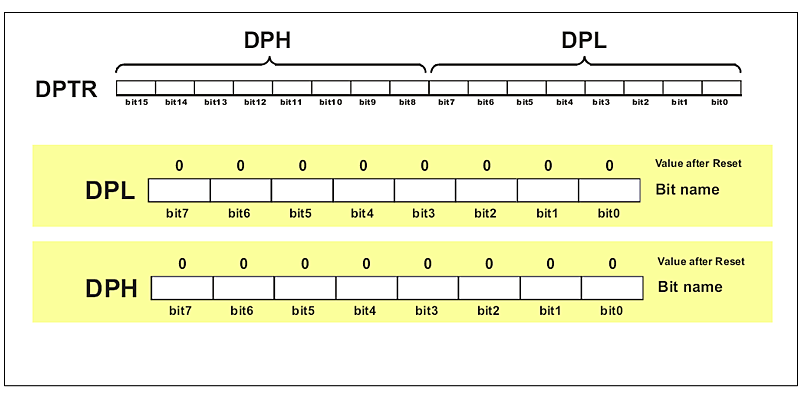 DPH DPL
DPTR
bit15 bit14 bit13 bit12 bit11 bit10 bit9 bit8 bit7 bit6 bit5 bit4 bit3 bit2 bit1 bit0
0 0 0 0 0 0 0 0 Value after Reset
DPL Bit name
bit7 bit6 bit5 bit4 bit3 bit2 bit1 bit0
0 0 0 0 0 0 0 0 Value after Reset
DPH Bit name
bit7 bit6 bit5 bit4 bit3 bit2 bit1 bit0